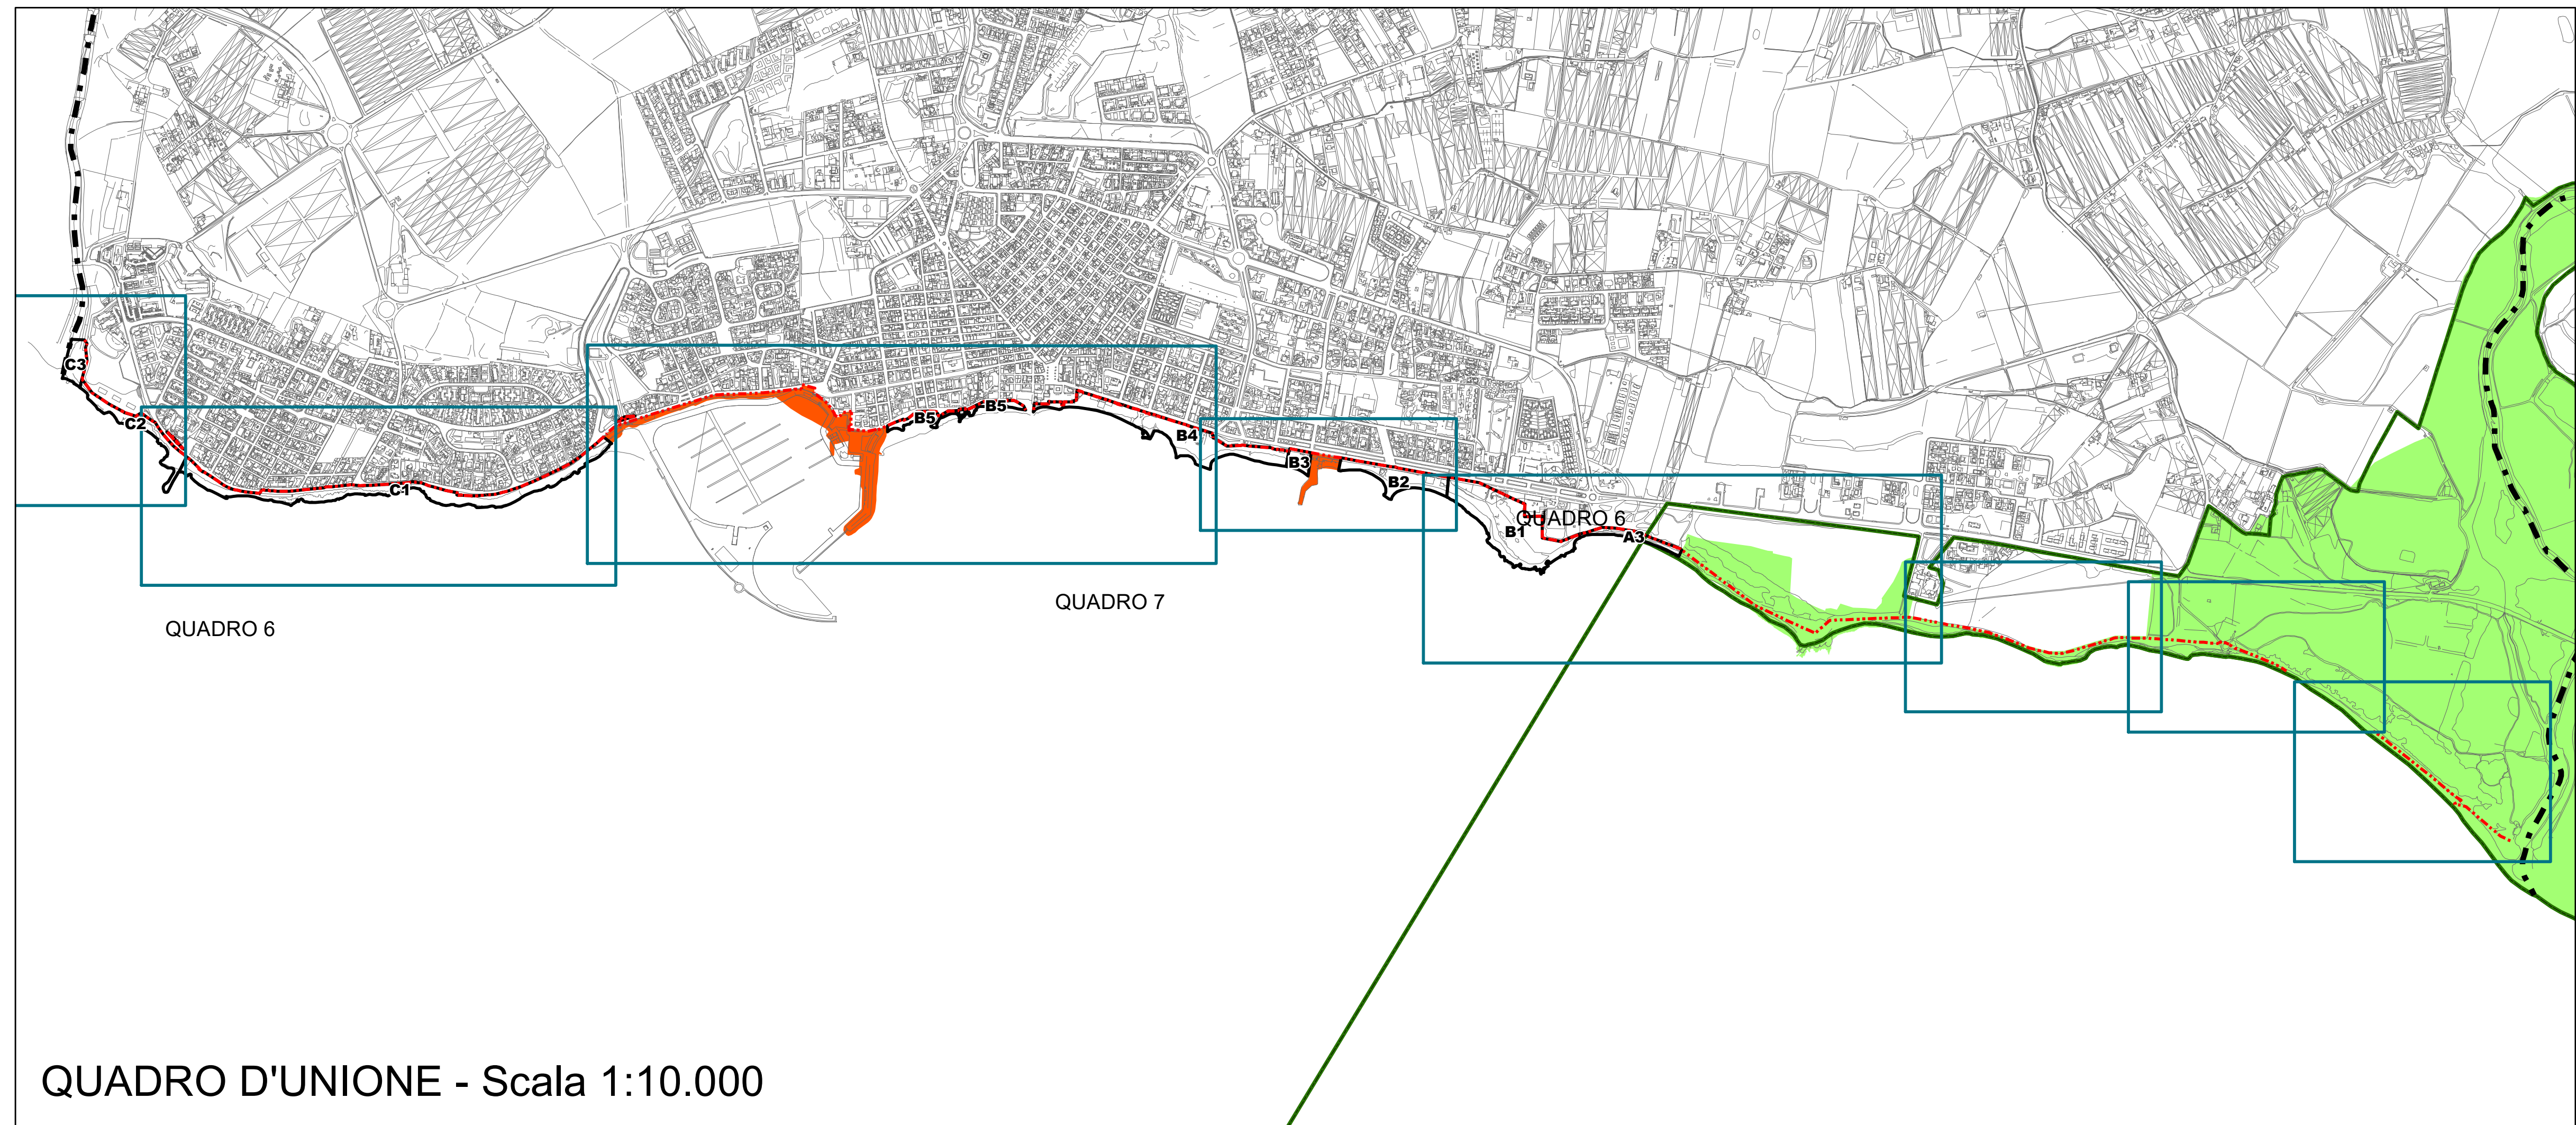 C3
C2
C1
B5
B5
B4
B3
B2
B1
QUADRO 6
A3
QUADRO 7
QUADRO 6
QUADRO D'UNIONE - Scala 1:10.000